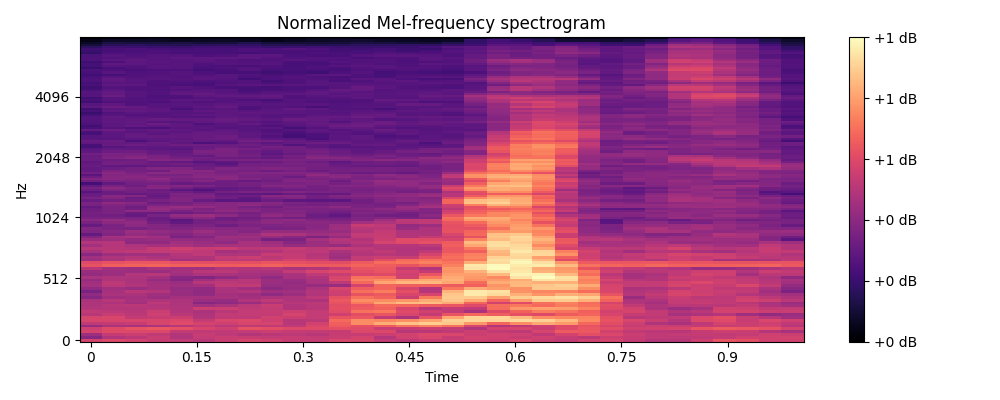 Normalized Mel-frequency spectrogram
Hz
4096
2048
1024
512
0
0 0.15 0.3 0.45 0.6 0.75 0.9
Time
+1 dB
+1 dB
+1 dB
+0 dB
+0 dB
+0 dB